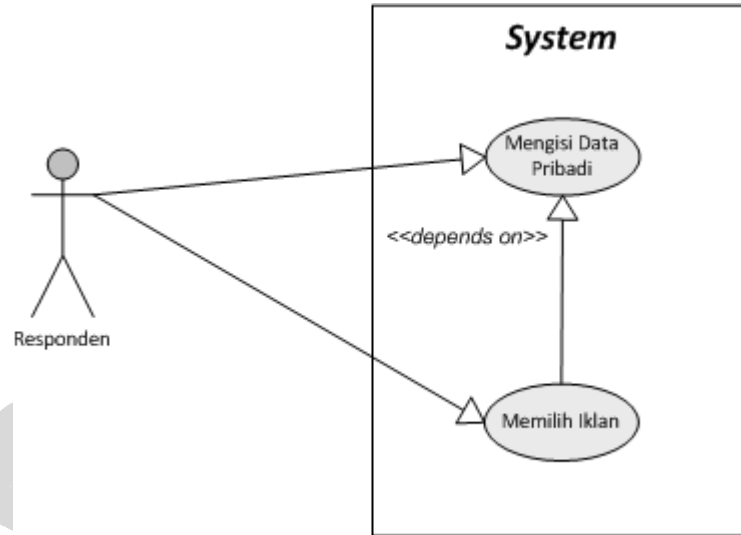 System
Mengisi Data
Pribadi
<<depends on>>
Responden
Memilih Iklan